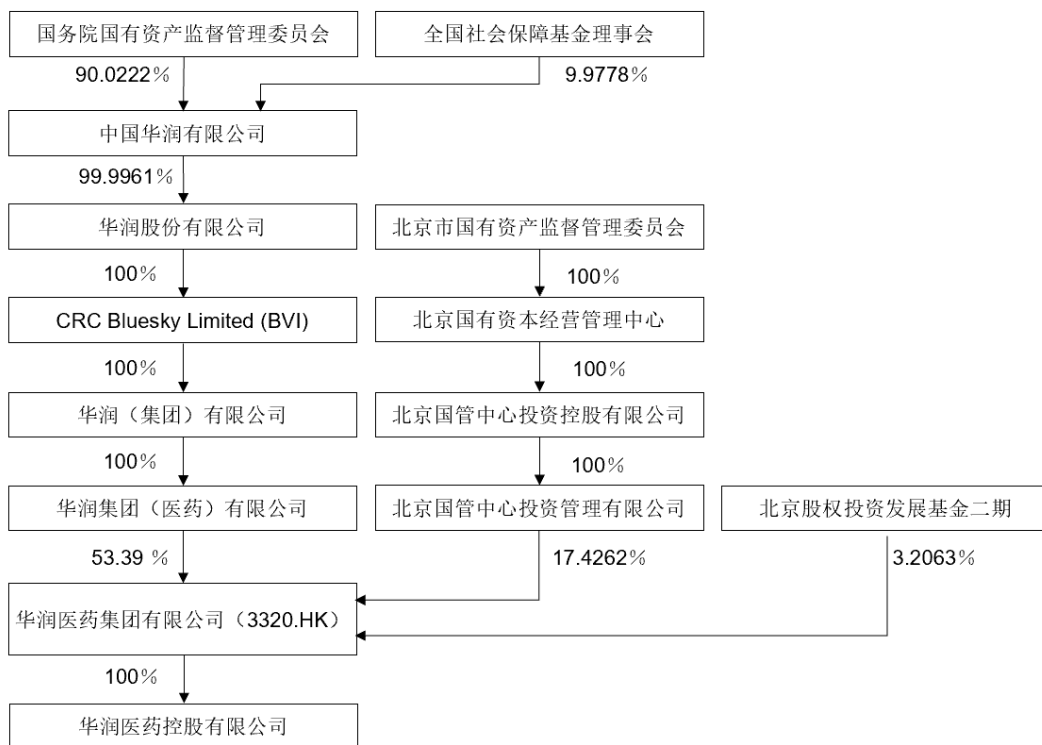 国务院国有资产监督管理委员会
全国社会保障基金理事会
90.0222%
9.9778%
中国华润有限公司
99.9961%
华润股份有限公司
北京市国有资产监督管理委员会
100%
100%
CRC Bluesky Limited (BVI)
北京国有资本经营管理中心
100%
100%
华润（集团）有限公司
北京国管中心投资控股有限公司
100%
100%
华润集团（医药）有限公司
北京国管中心投资管理有限公司
北京股权投资发展基金二期
53.39 %
17.4262%
3.2063%
华润医药集团有限公司（3320.HK）
100%
华润医药控股有限公司